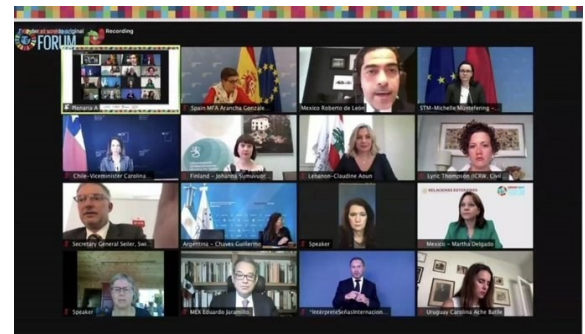 FORUM
Recording
Plenaria A
Spain MFA Arancha Gonzale...
Mexico Roberto de León
STM-Michelle Müntefering -...
Chile-Viceminister Carolina...
Finland - Johanna Sumuvuori
Lebanon-Claudine Aoun
Lyric Thompson (ICRW, Civil...
Secretary General Seiler, Swi...
Argentina - Chaves Guillermo
Speaker
RELACIONES EXTERIORES
Mexico - Martha Delgado
Speaker
MEX Eduardo Jaramillo
*IntérpreteSeñasInternacion...
Uruguay Carolina Ache Batlle